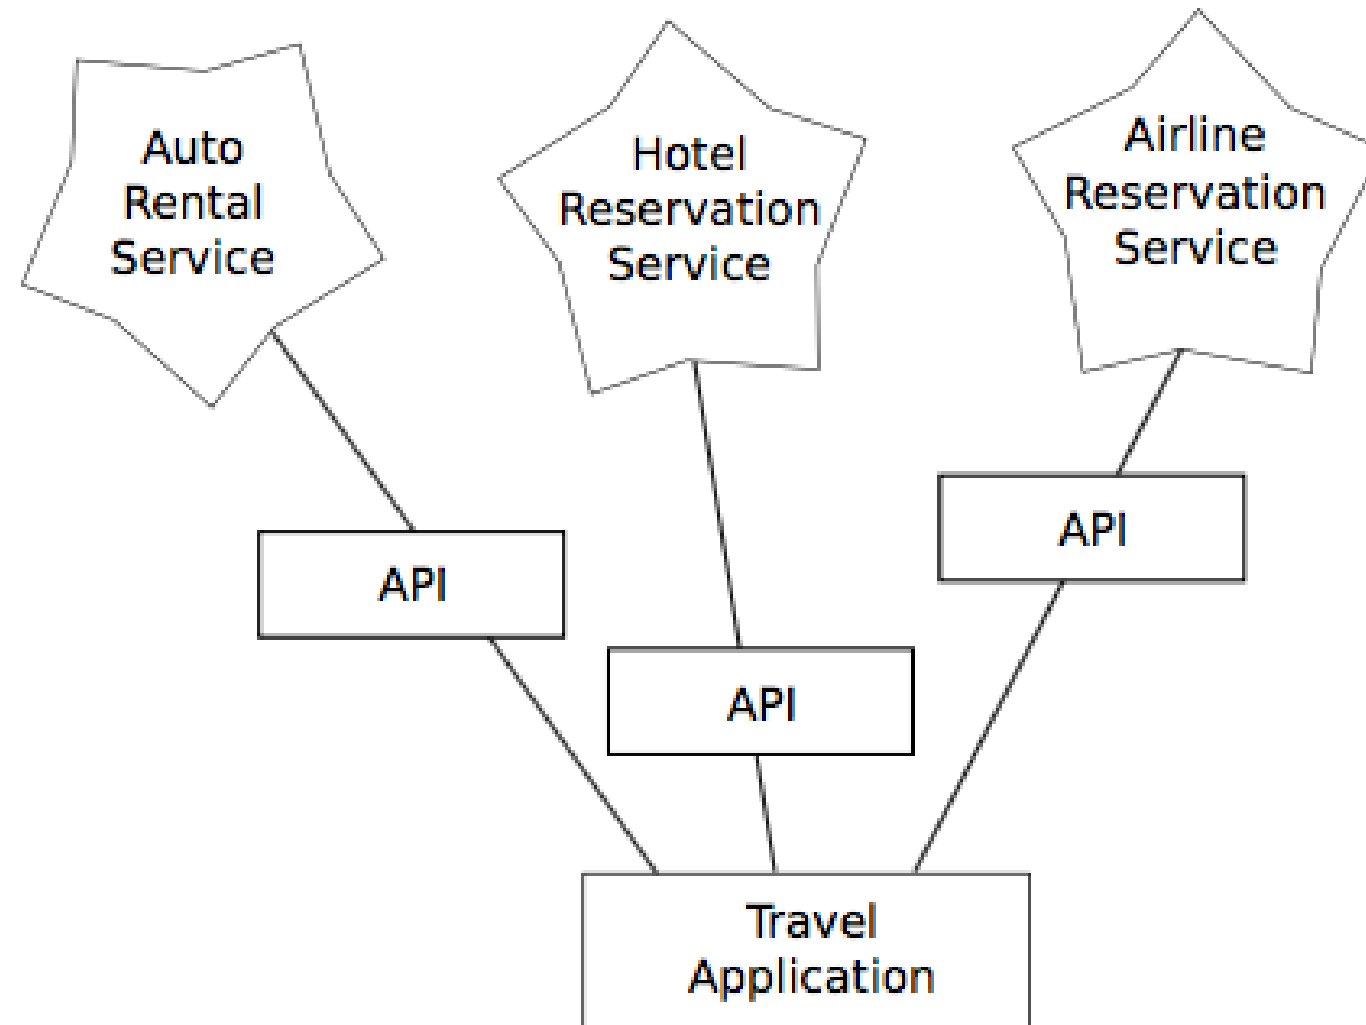 Auto
Rental
Service
Hotel
Reservation
Service
Airline
Reservation
Service
API
API
API
Travel
Application